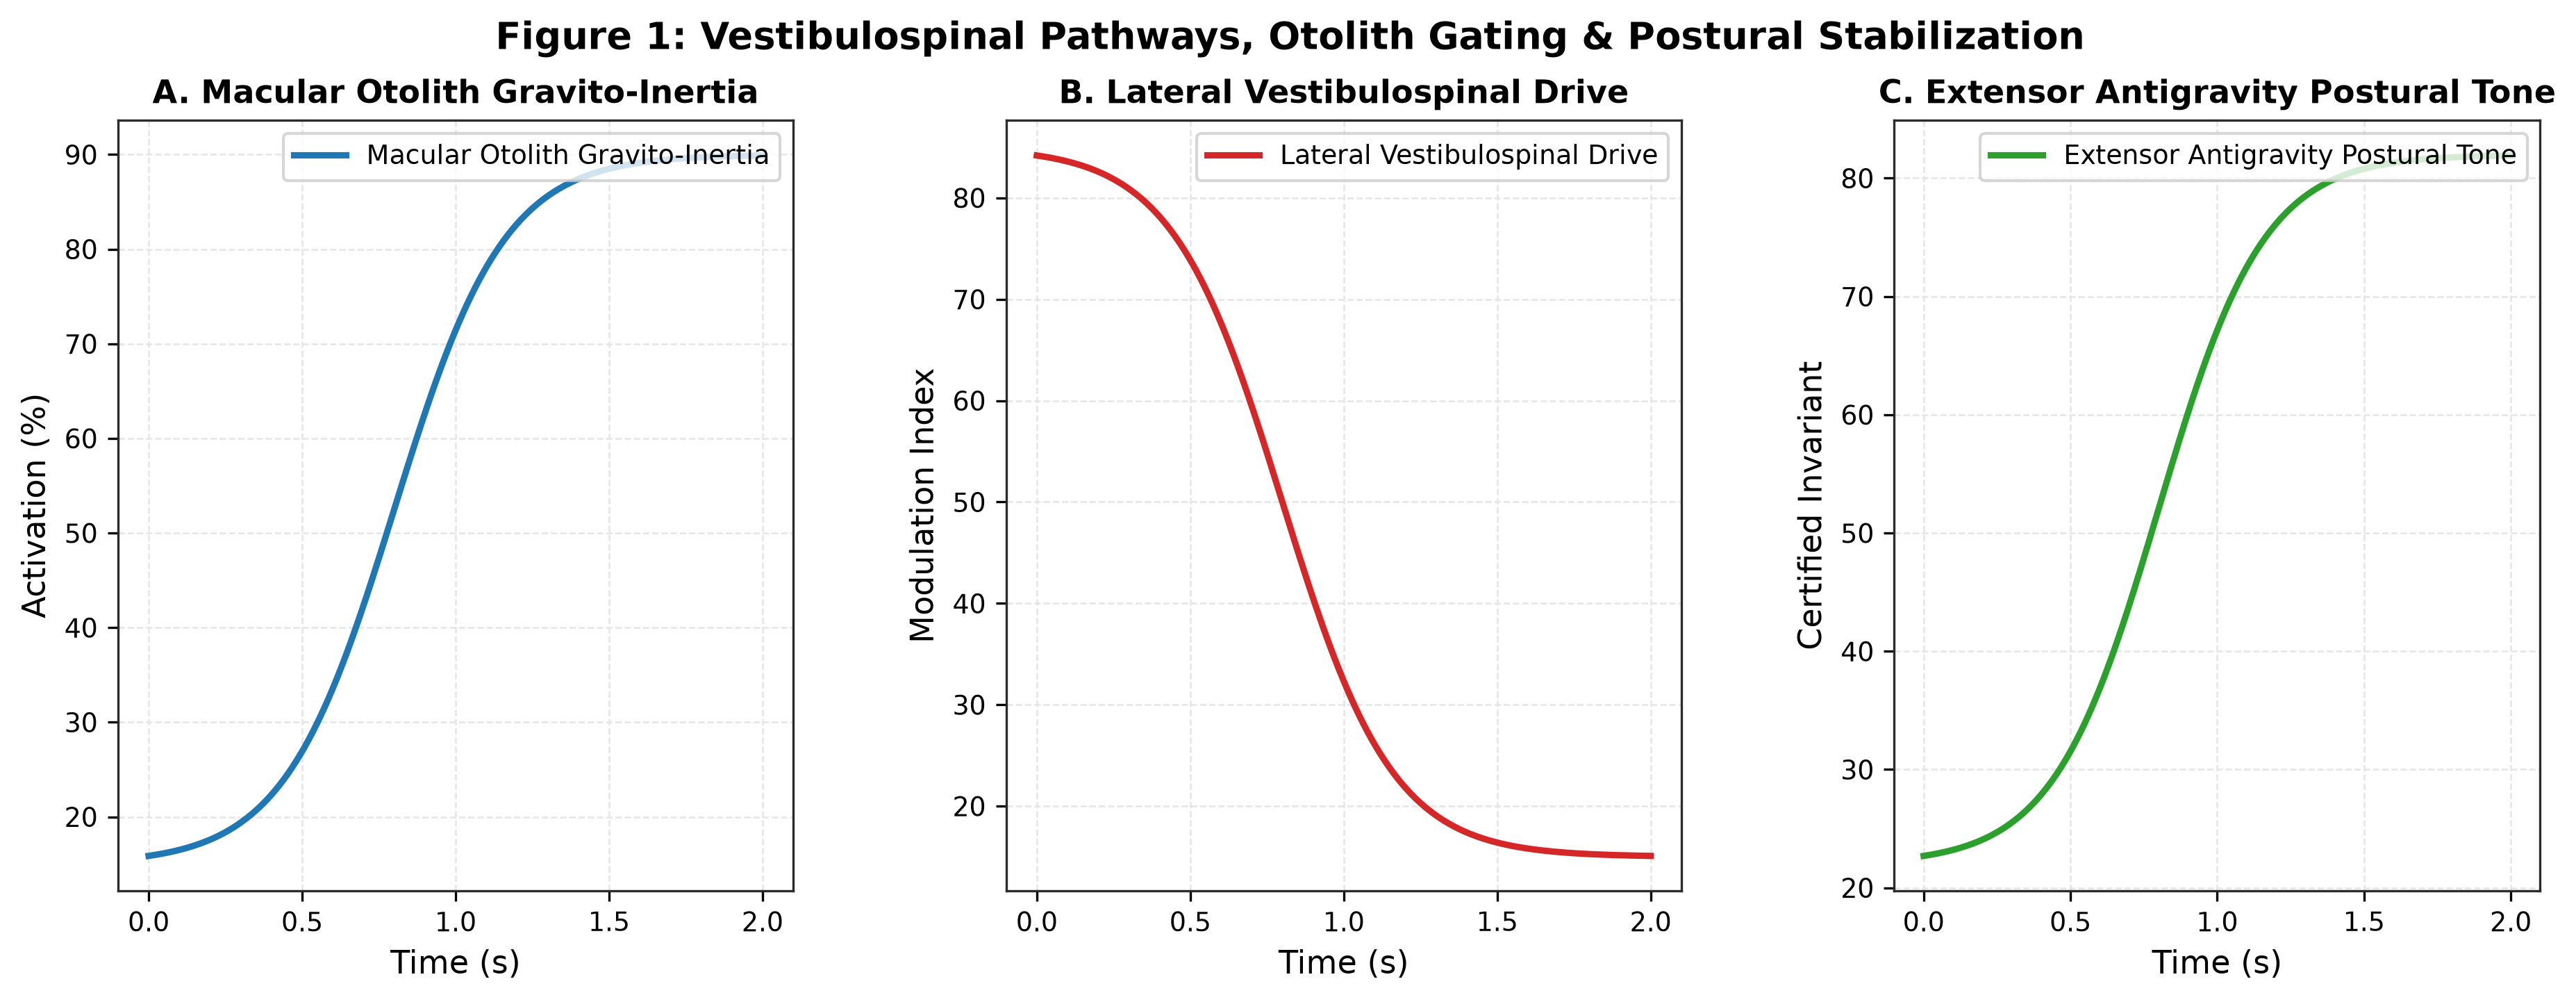 Figure 1: Vestibulospinal Pathways, Otolith Gating & Postural Stabilization
A. Macular Otolith Gravito-Inertia
Macular Otolith Gravito-Inertia
Activation (%)
90
80
70
60
50
40
30
20
0.0 0.5 1.0 1.5 2.0
Time (s)
B. Lateral Vestibulospinal Drive
Lateral Vestibulospinal Drive
Modulation Index
80
70
60
50
40
30
20
0.0 0.5 1.0 1.5 2.0
Time (s)
C. Extensor Antigravity Postural Tone
Extensor Antigravity Postural Tone
Certified Invariant
80
70
60
50
40
30
20
0.0 0.5 1.0 1.5 2.0
Time (s)